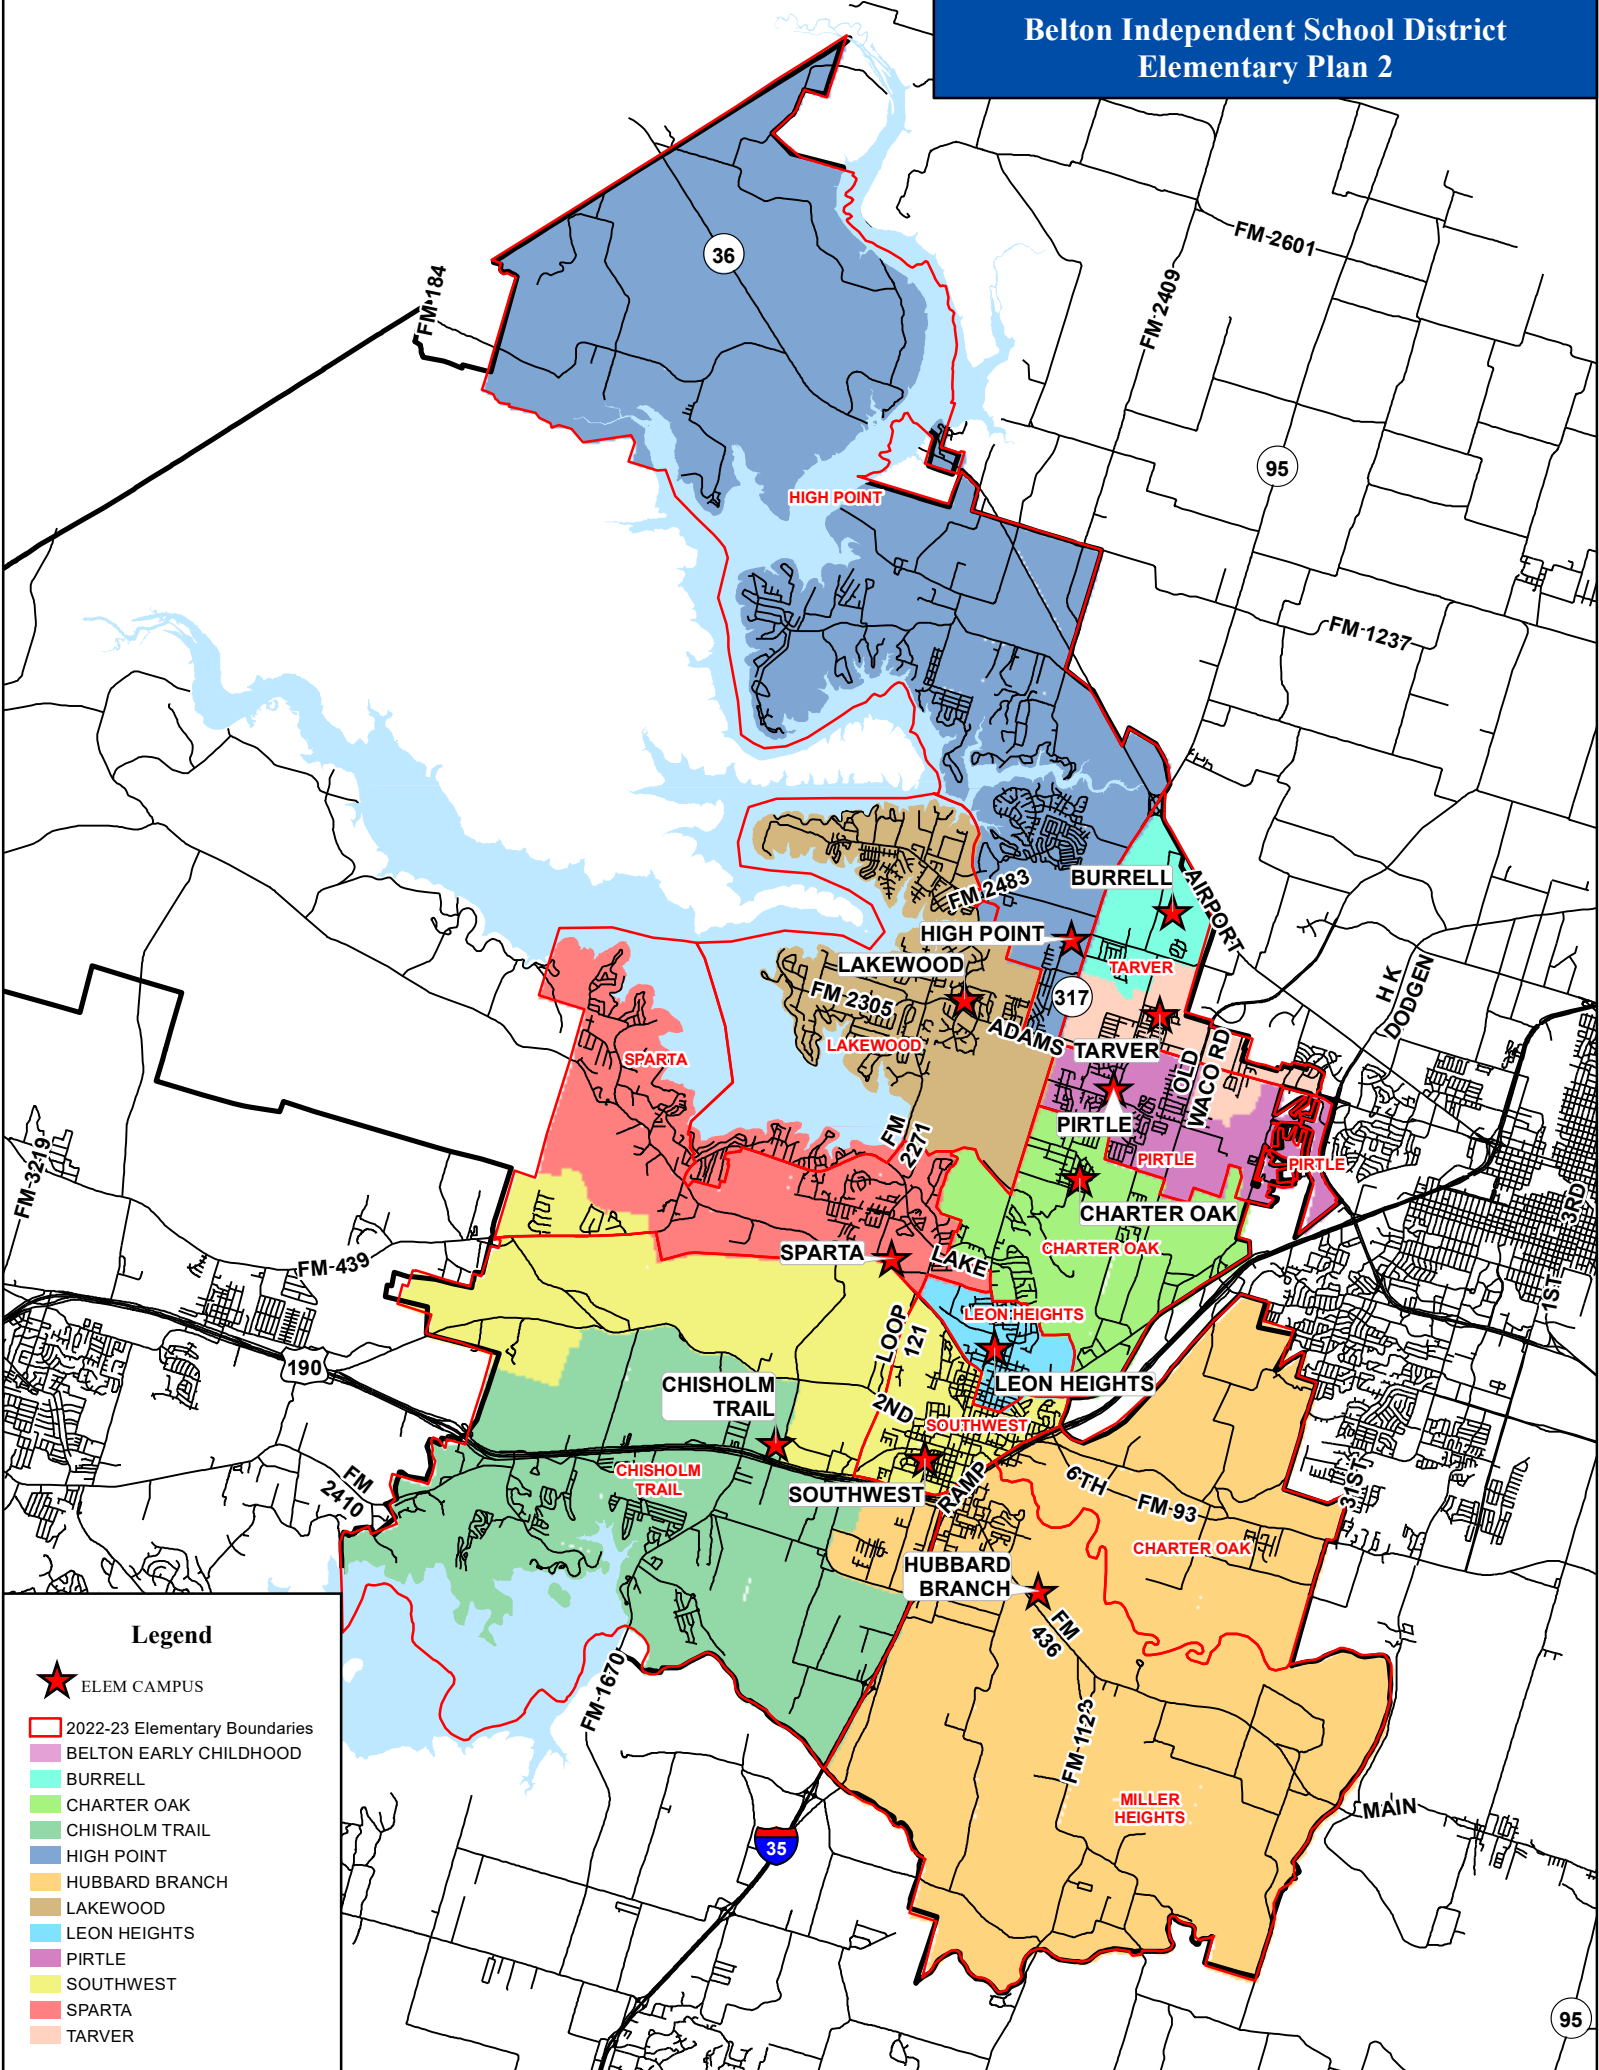 Belton Independent School District
Elementary Plan 2
36
FM 184
FM 2601
FM 2409
95
HIGH POINT
FM 1237
FM 2483
BURRELL
AIRPORT
HIGH POINT
LAKEWOOD
TARVER
H K
DODGEN
FM 2305
317
ADAMS
LAKEWOOD
SPARTA
TARVER
OLD
WACO RD
PIRTLE
FM
2271
PIRTLE
PIRTLE
FM 3219
3RD
CHARTER OAK
CHARTER OAK
SPARTA
LAKE
FM 439
1ST
LEON HEIGHTS
LOOP
121
190
LEON HEIGHTS
CHISHOLM
TRAIL
2ND
SOUTHWEST
CHISHOLM
TRAIL
FM
2410
SOUTHWEST
RAMP
6TH
FM 93
31ST
CHARTER OAK
HUBBARD
BRANCH
FM
436
FM 1670
FM 1123
MILLER
HEIGHTS
MAIN
35
95
Legend
ELEM CAMPUS
2022-23 Elementary Boundaries
BELTON EARLY CHILDHOOD
BURRELL
CHARTER OAK
CHISHOLM TRAIL
HIGH POINT
HUBBARD BRANCH
LAKEWOOD
LEON HEIGHTS
PIRTLE
SOUTHWEST
SPARTA
TARVER